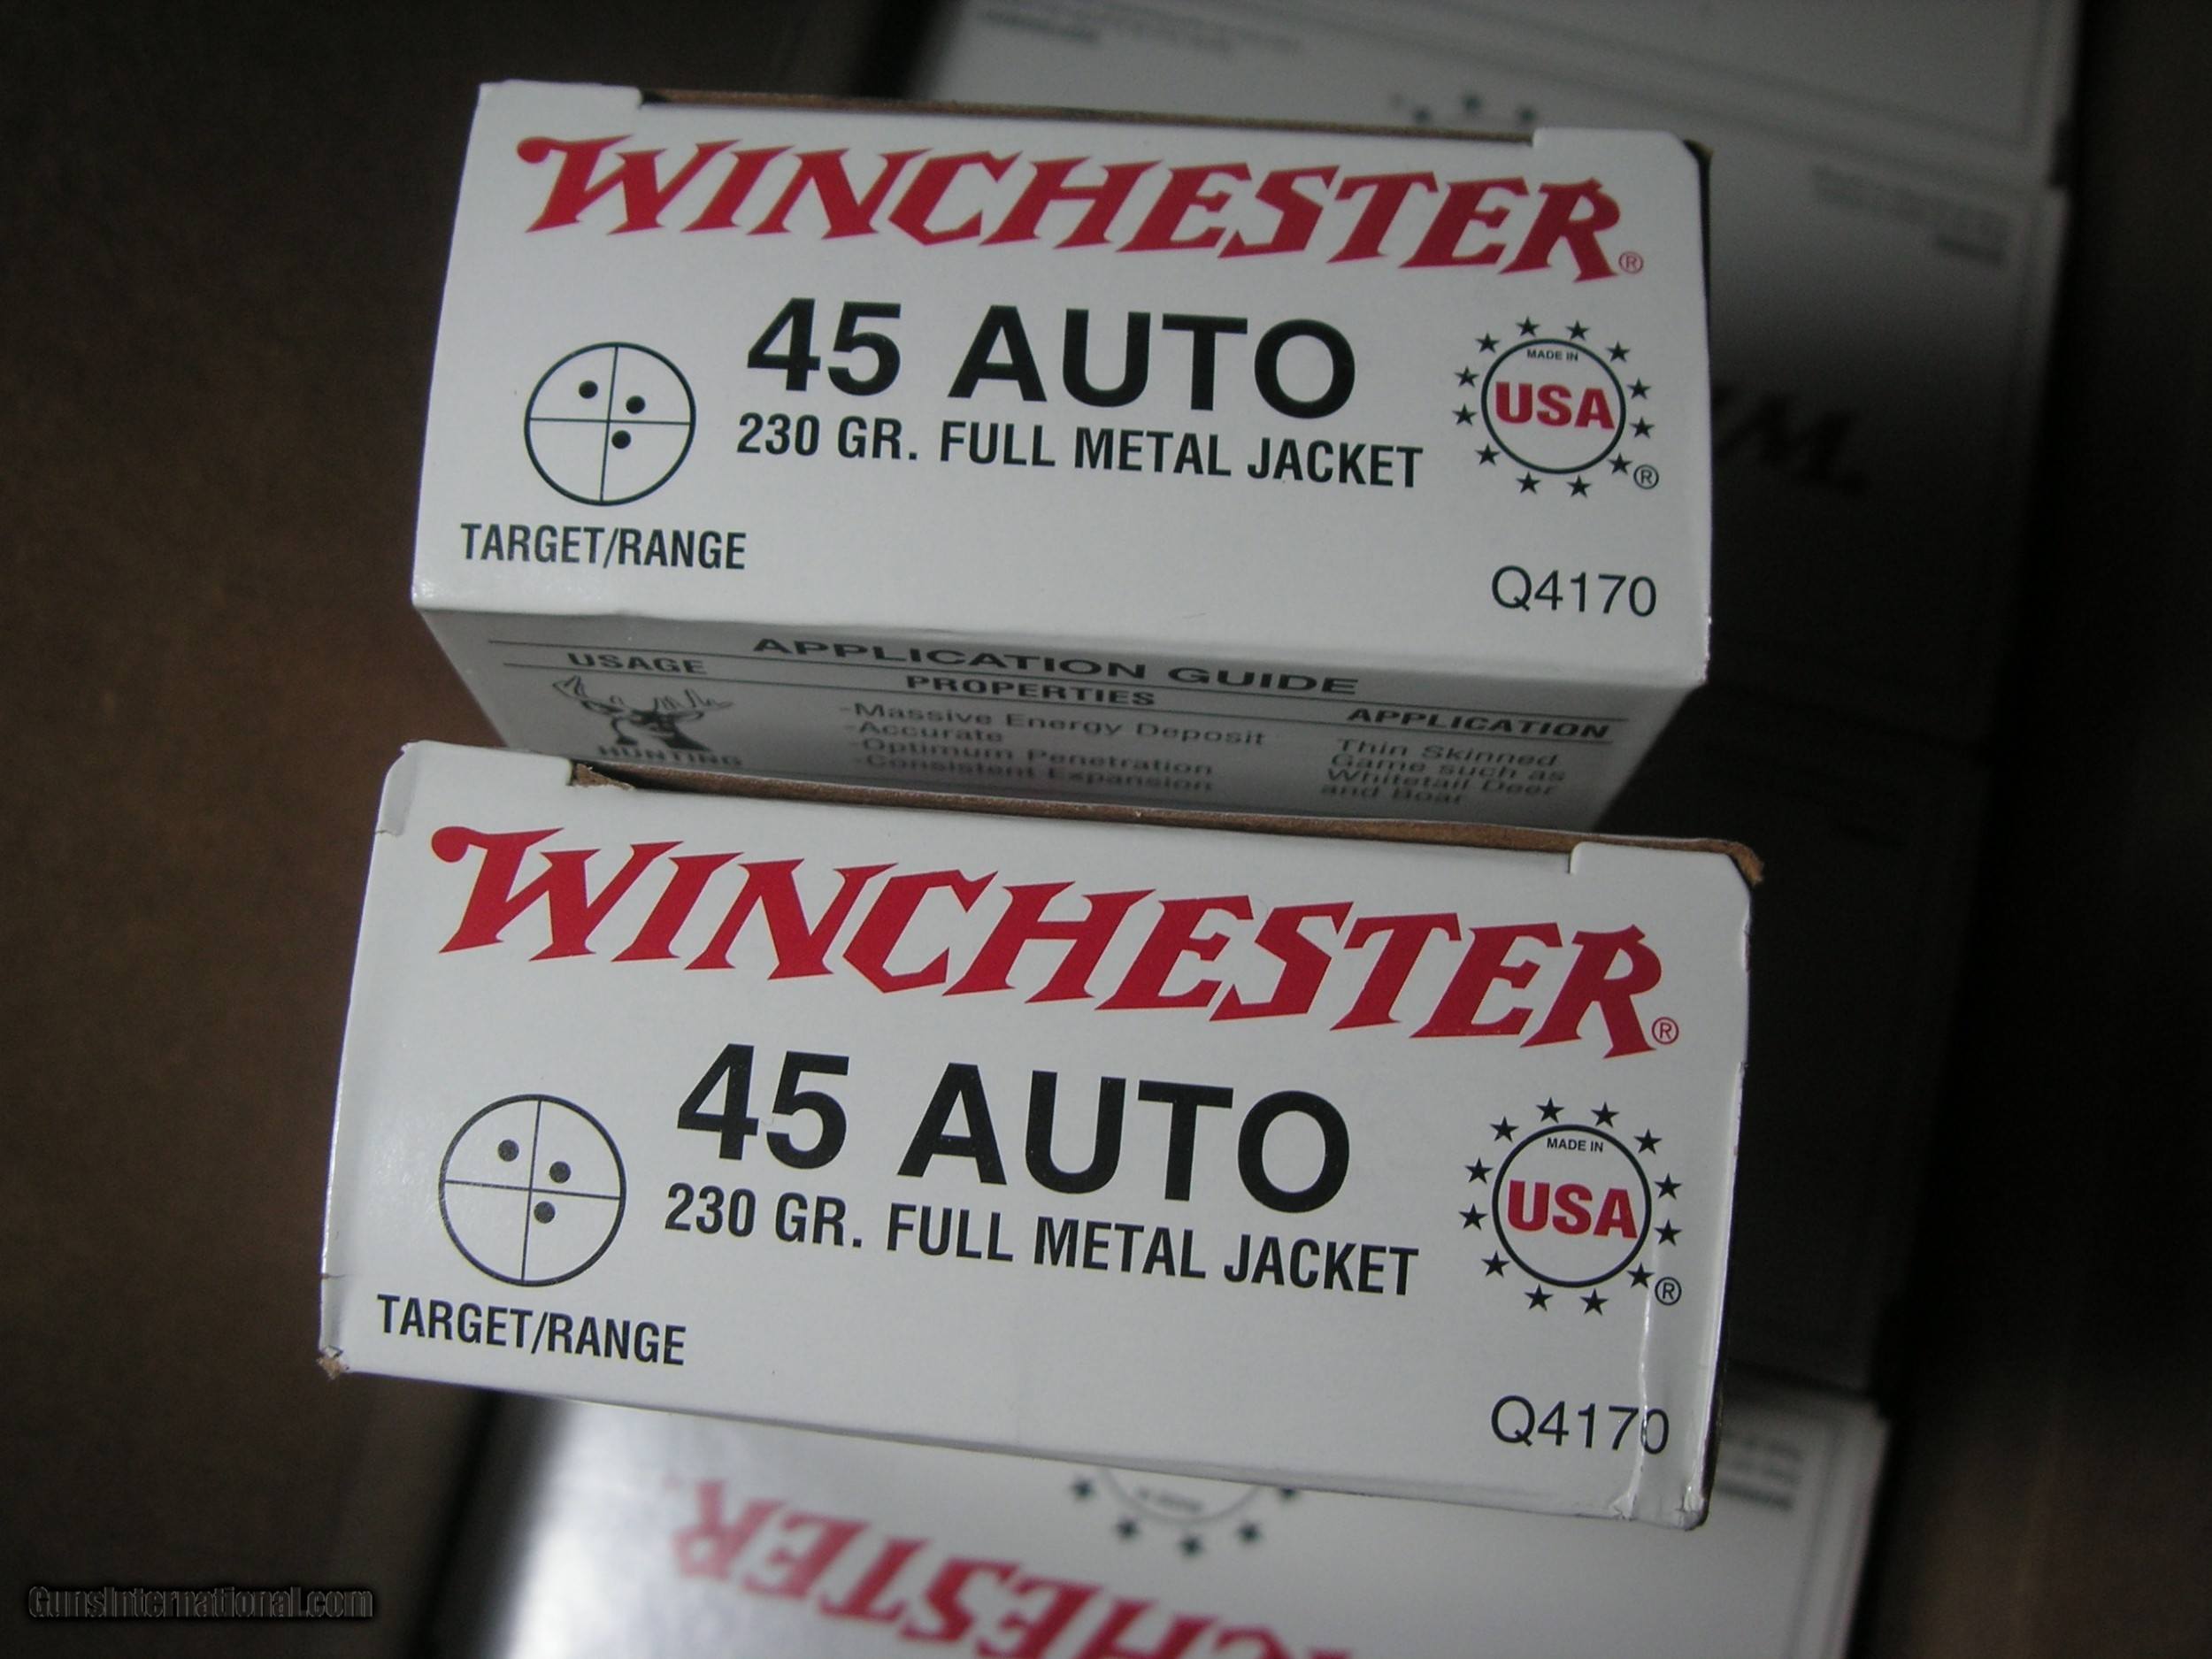 WINCHESTER®
45 AUTO
230 GR. FULL METAL JACKET
TARGET/RANGE
MADE IN
USA
®
Q4170
APPLICATION GUIDE
USAGE PROPERTIES APPLICATION
HUNTING
-Massive Energy Deposit
-Accurate
-Optimum Penetration
-Consistent Expansion
Thin Skinned
Game such as
Whitetail Deer
and Boar
WINCHESTER®
45 AUTO
230 GR. FULL METAL JACKET
TARGET/RANGE
MADE IN
USA
®
Q4170
CHESTER
GunsInternational.com